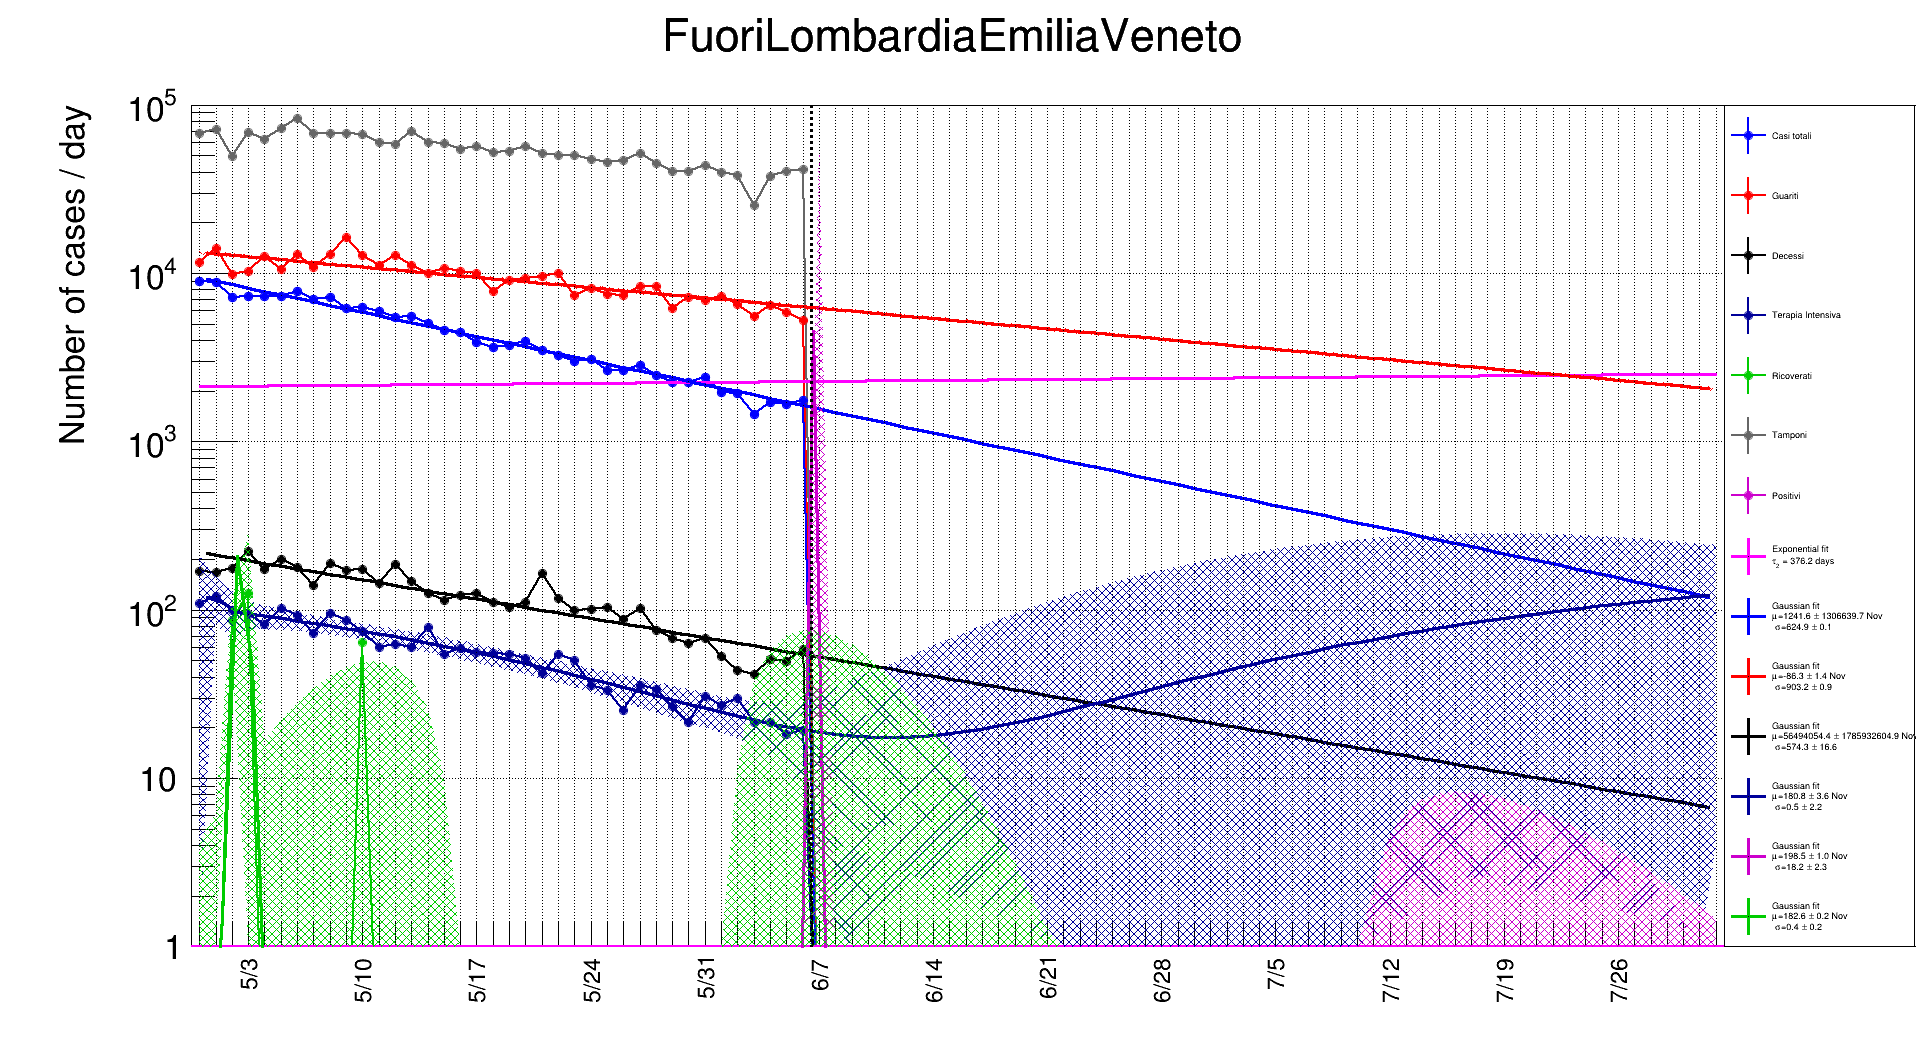 FuoriLombardiaEmiliaVeneto
Number of cases / day
10^5
10^4
10^3
10^2
10
1
5/3
5/10
5/17
5/24
5/31
6/7
6/14
6/21
6/28
7/5
7/12
7/19
7/26
Casi totali
Guariti
Decessi
Terapia Intensiva
Ricoverati
Tamponi
Positivi
Exponential fit
τ_2 = 376.2 days
Gaussian fit
μ=1241.6 ± 1306639.7 Nov
σ=624.9 ± 0.1
Gaussian fit
μ=-86.3 ± 1.4 Nov
σ=903.2 ± 0.9
Gaussian fit
μ=56494054.4 ± 1785932604.9 Nov
σ=574.3 ± 16.6
Gaussian fit
μ=180.8 ± 3.6 Nov
σ=0.5 ± 2.2
Gaussian fit
μ=198.5 ± 1.0 Nov
σ=18.2 ± 2.3
Gaussian fit
μ=182.6 ± 0.2 Nov
σ=0.4 ± 0.2